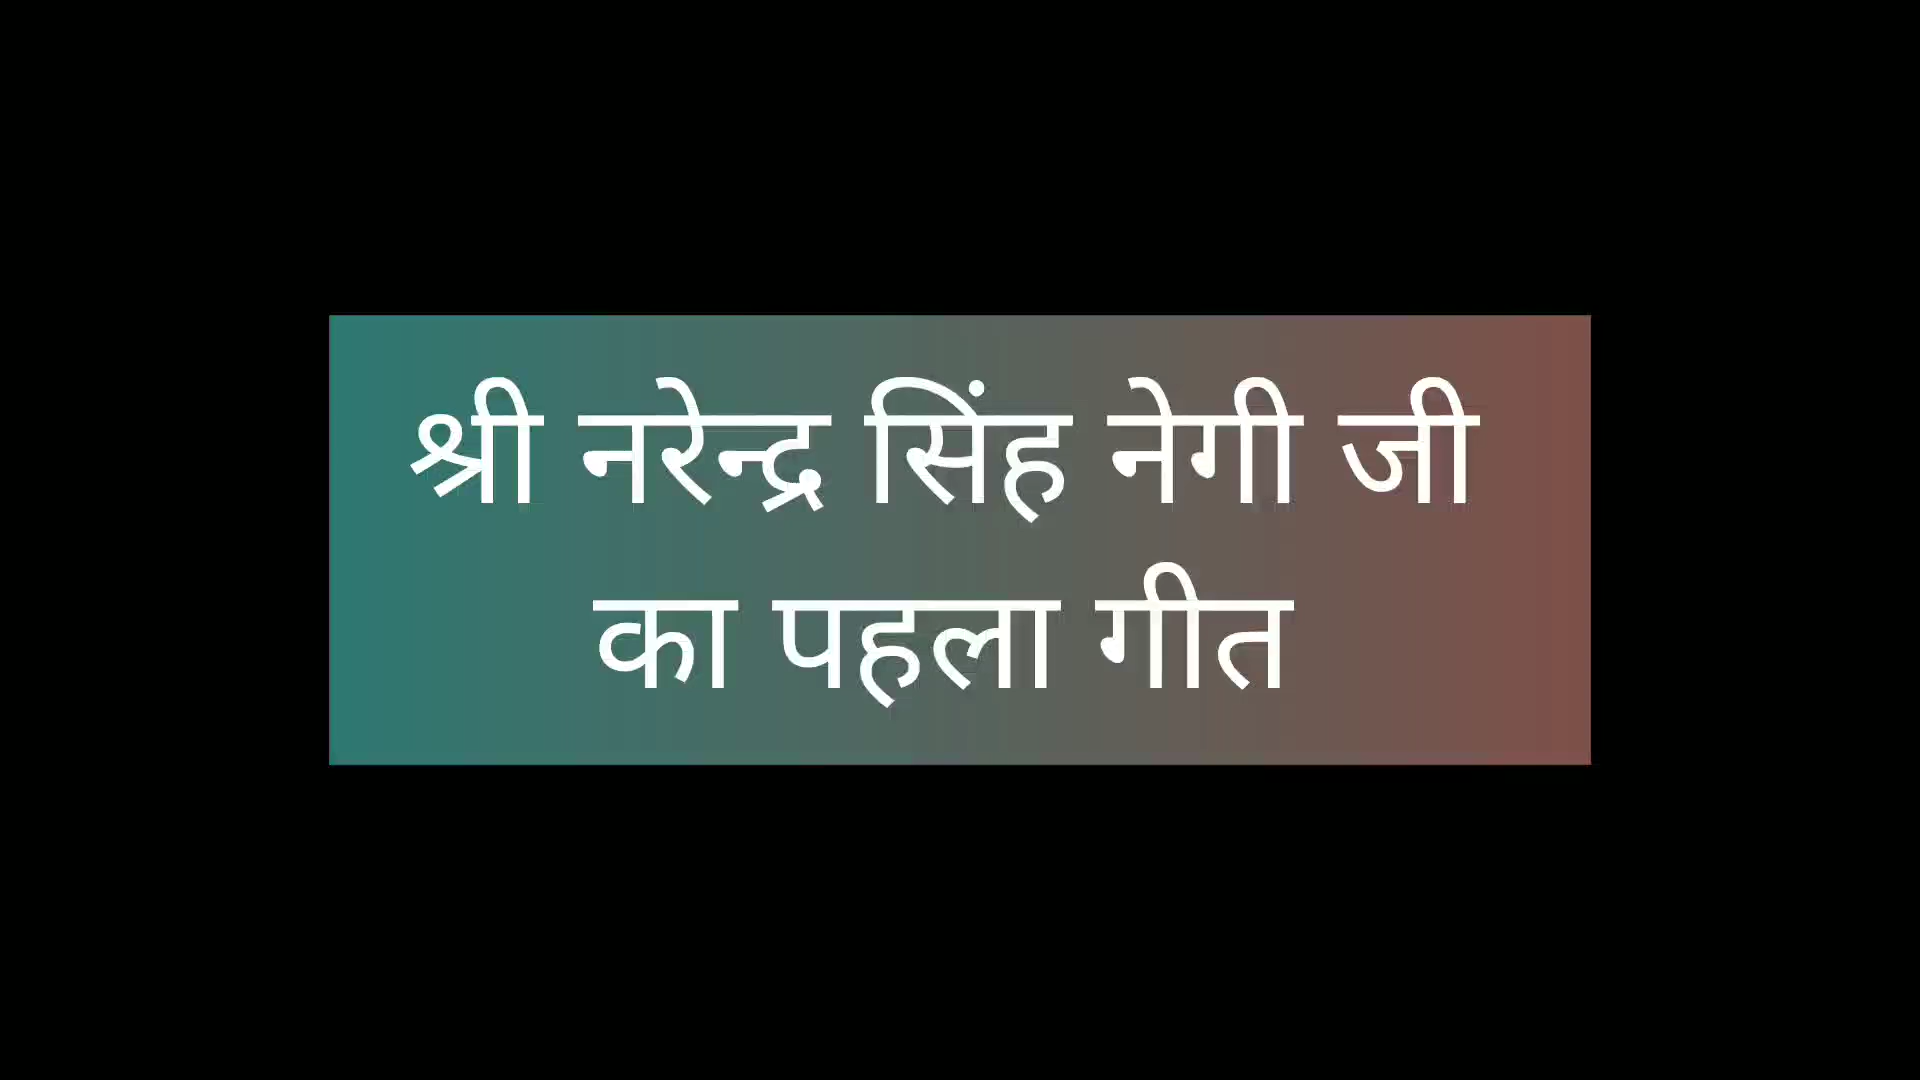 श्री नरेन्द्र सिंह नेगी जी
का पहला गीत